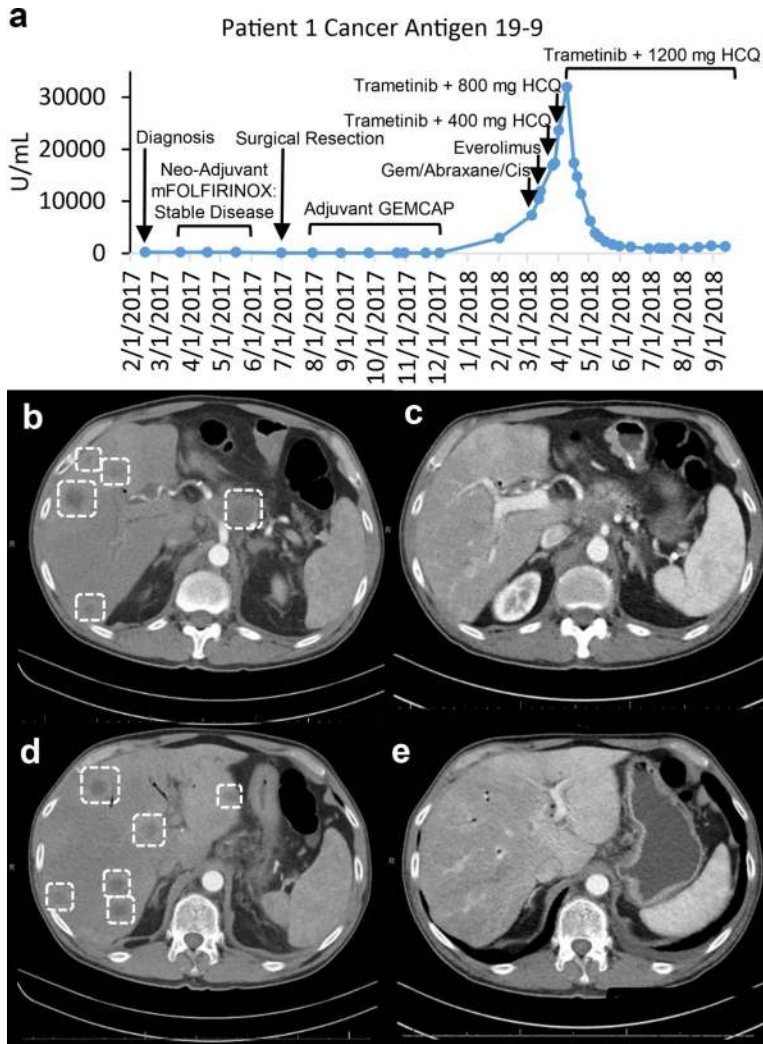 a
Patient 1 Cancer Antigen 19-9
Trametinib + 1200 mg HCQ
Trametinib + 800 mg HCQ
Trametinib + 400 mg HCQ
Everolimus
Gem/Abraxane/Cis
Diagnosis
Surgical Resection
Neo-Adjuvant
mFOLFIRINOX:
Stable Disease
Adjuvant GEMCAP
U/mL
30000
20000
10000
0
2/1/2017
3/1/2017
4/1/2017
5/1/2017
6/1/2017
7/1/2017
8/1/2017
9/1/2017
10/1/2017
11/1/2017
12/1/2017
1/1/2018
2/1/2018
3/1/2018
4/1/2018
5/1/2018
6/1/2018
7/1/2018
8/1/2018
9/1/2018
b
c
R
R
d
e
R
R